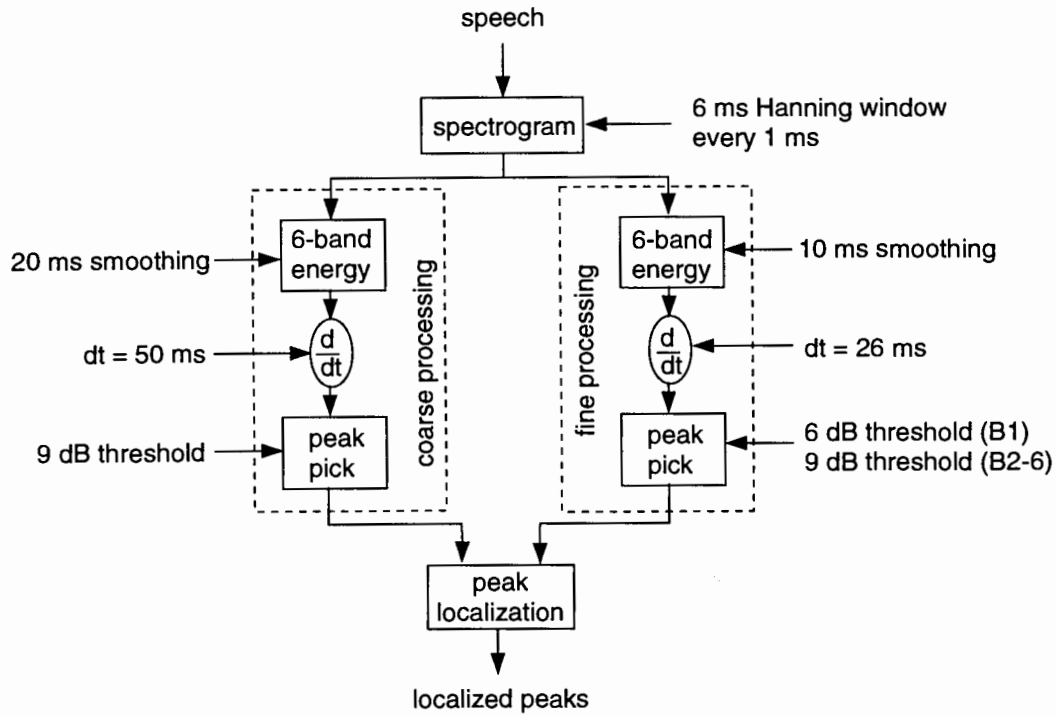 speech
spectrogram
6 ms Hanning window
every 1 ms
20 ms smoothing
6-band
energy
dt = 50 ms
d
dt
9 dB threshold
peak
pick
coarse processing
fine processing
6-band
energy
10 ms smoothing
d
dt
dt = 26 ms
peak
pick
6 dB threshold (B1)
9 dB threshold (B2-6)
peak
localization
localized peaks